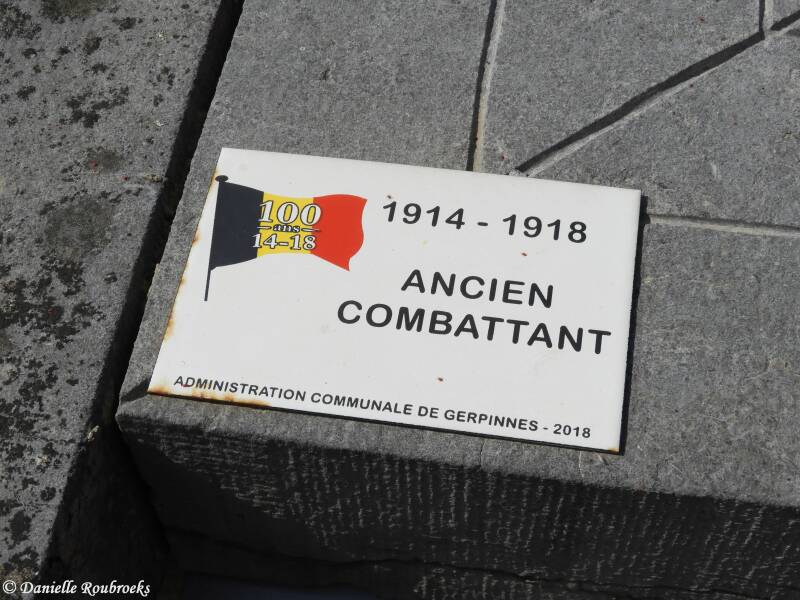 100
ans
14-18
1914 - 1918
ANCIEN
COMBATTANT
ADMINISTRATION COMMUNALE DE GERPINNES - 2018
© Danielle Roubroeks